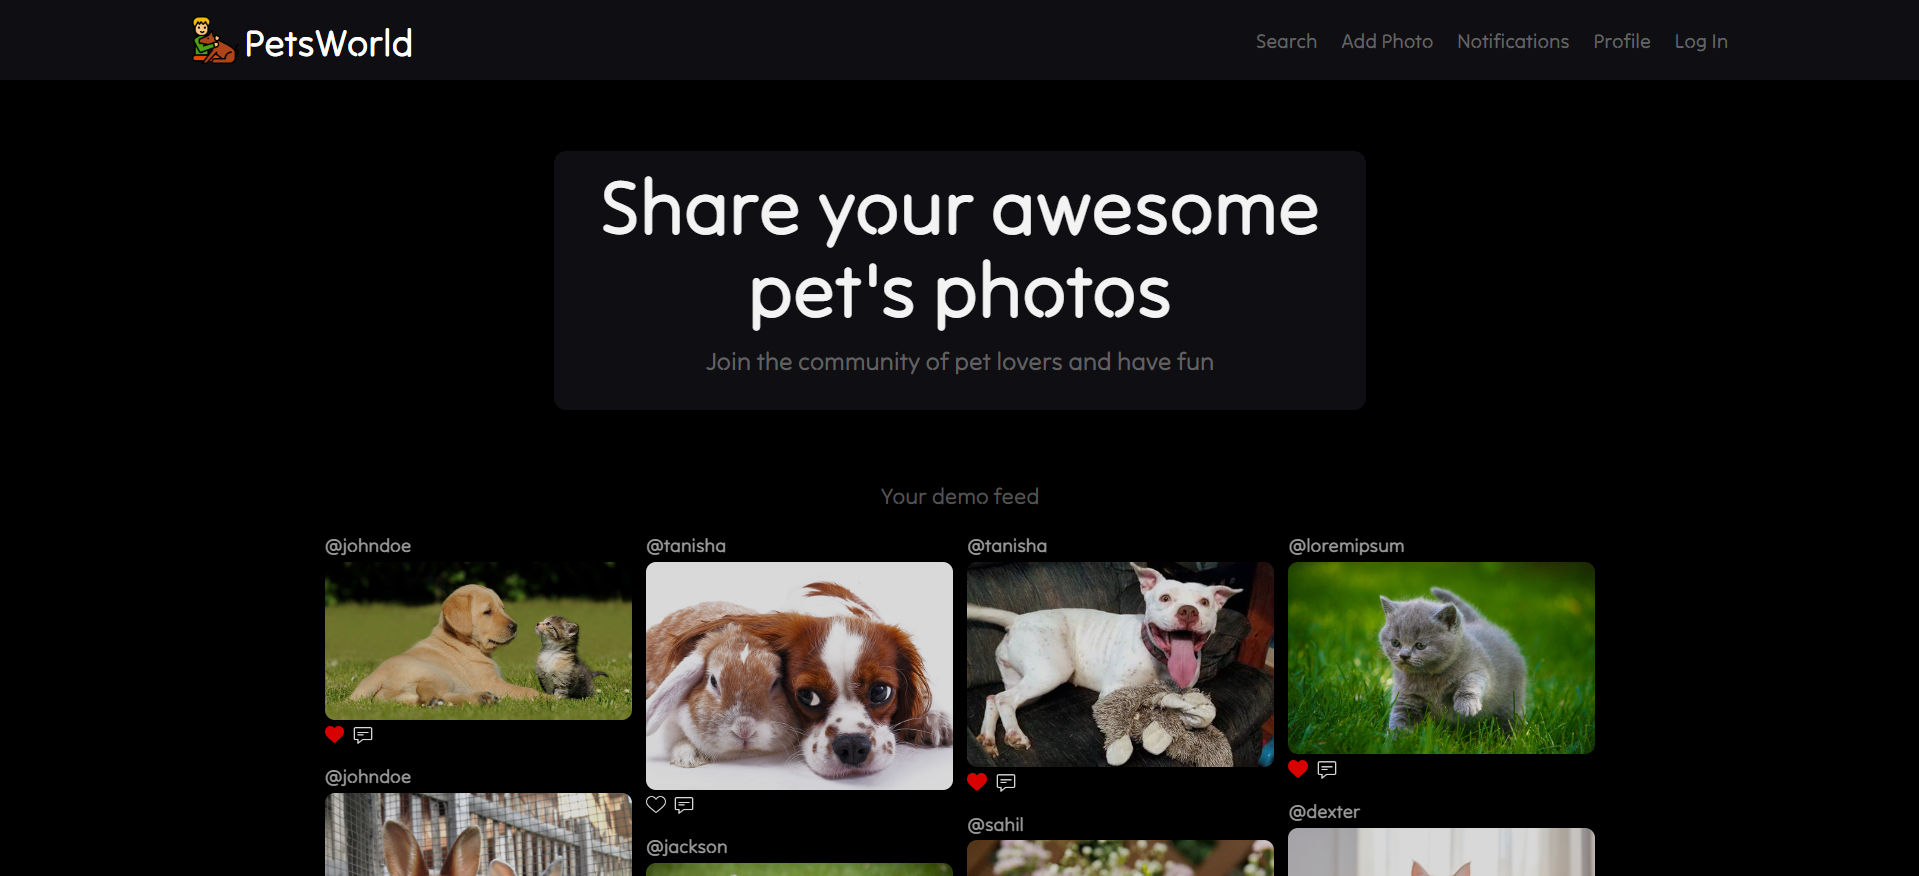 PetsWorld
Search Add Photo Notifications Profile Log In
Share your awesome
pet's photos
Join the community of pet lovers and have fun
Your demo feed
@johndoe
@tanisha
@tanisha
@loremipsum
@johndoe
@jackson
@sahil
@dexter